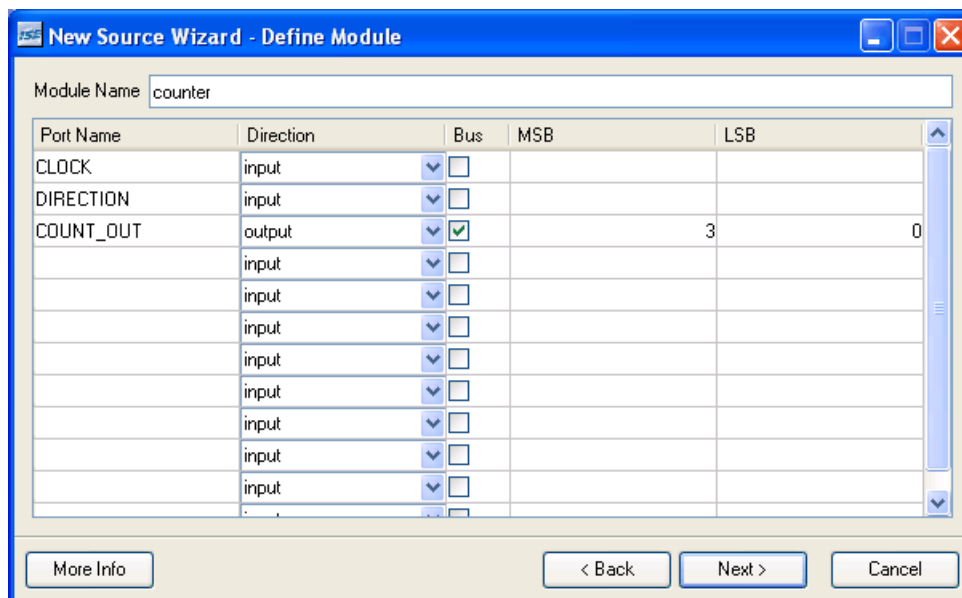 ISE New Source Wizard - Define Module
Module Name counter
Port Name Direction Bus MSB LSB
CLOCK input
DIRECTION input
COUNT_OUT output 3 0
input
input
input
input
input
input
input
input
More Info < Back Next > Cancel